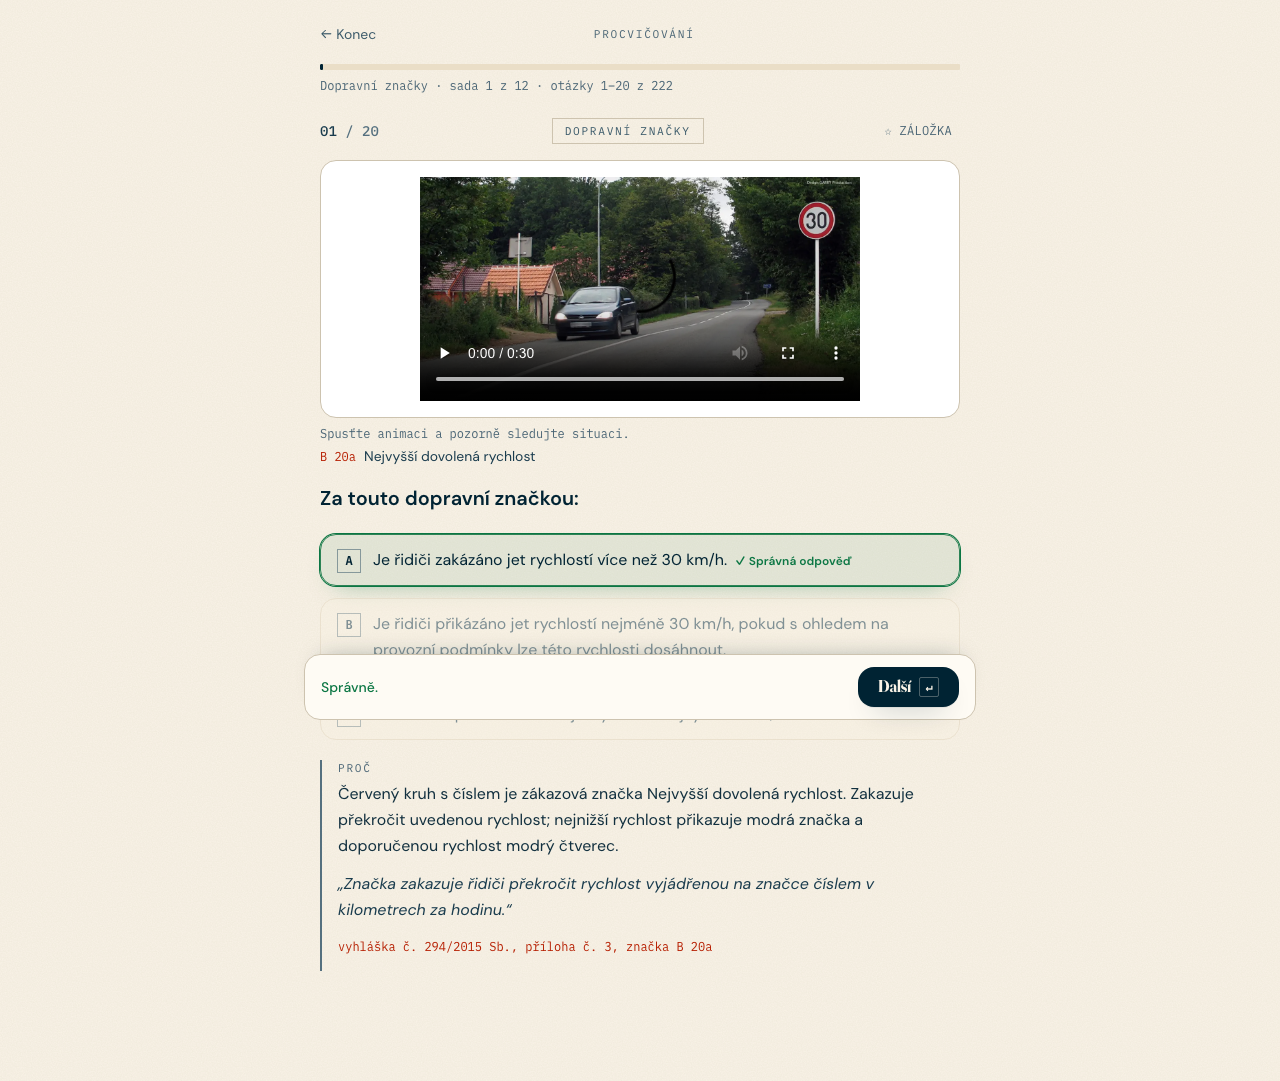 ← Konec
PROCVIČOVÁNÍ
Dopravní značky · sada 1 z 12 · otázky 1–20 z 222
01 / 20
DOPRAVNÍ ZNAČKY
☆ ZÁLOŽKA
30
0:00 / 0:30
Spusťte animaci a pozorně sledujte situaci.
B 20a Nejvyšší dovolená rychlost
Za touto dopravní značkou:
A Je řidiči zakázáno jet rychlostí více než 30 km/h. ✓ Správná odpověď
B Je řidiči přikázáno jet rychlostí nejméně 30 km/h, pokud s ohledem na
provozní podmínky lze této rychlosti dosáhnout.
Správně.
Další ↵
PROČ
Červený kruh s číslem je zákazová značka Nejvyšší dovolená rychlost. Zakazuje
překročit uvedenou rychlost; nejnižší rychlost přikazuje modrá značka a
doporučenou rychlost modrý čtverec.
„Značka zakazuje řidiči překročit rychlost vyjádřenou na značce číslem v
kilometrech za hodinu.“
vyhláška č. 294/2015 Sb., příloha č. 3, značka B 20a